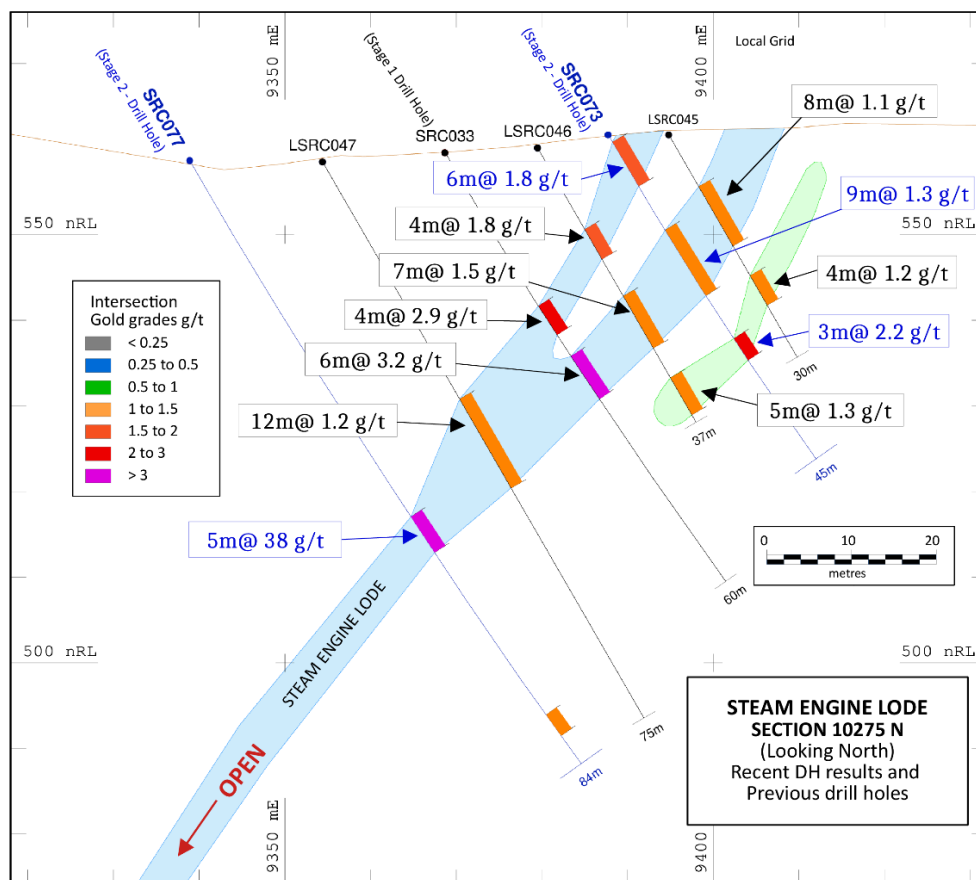 9350 mE
9400 mE
Local Grid
SRC077
(Stage 2 - Drill Hole)
LSRC047
(Stage 1 Drill Hole)
SRC033
LSRC046
SRC073
(Stage 2 - Drill Hole)
LSRC045
8m@ 1.1 g/t
6m@ 1.8 g/t
9m@ 1.3 g/t
4m@ 1.8 g/t
550 nRL
550 nRL
7m@ 1.5 g/t
4m@ 1.2 g/t
4m@ 2.9 g/t
3m@ 2.2 g/t
6m@ 3.2 g/t
30m
12m@ 1.2 g/t
5m@ 1.3 g/t
37m
45m
Intersection
Gold grades g/t
< 0.25
0.25 to 0.5
0.5 to 1
1 to 1.5
1.5 to 2
2 to 3
> 3
5m@ 38 g/t
0 10 20
metres
60m
STEAM ENGINE LODE
500 nRL
500 nRL
75m
84m
OPEN
STEAM ENGINE LODE
SECTION 10275 N
(Looking North)
Recent DH results and
Previous drill holes
9350 mE
9400 mE